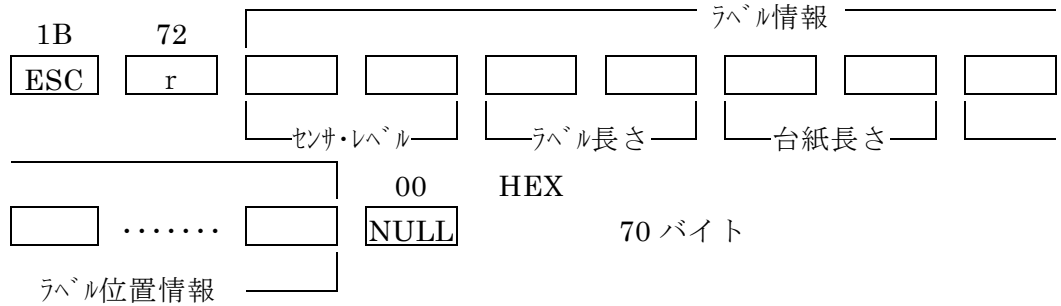 ﾗﾍﾞﾙ情報
1B 72
ESC r
ｾﾝｻ･ﾚﾍﾞﾙ ﾗﾍﾞﾙ長さ 台紙長さ
00 HEX
....... NULL 70 バイト
ﾗﾍﾞﾙ位置情報